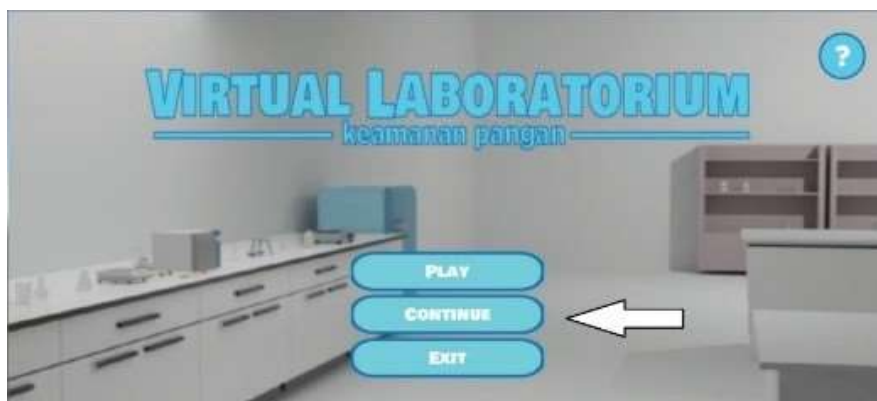 ?
VIRTUAL LABORATORIUM
keamanan pangan
PLAY
CONTINUE
EXIT